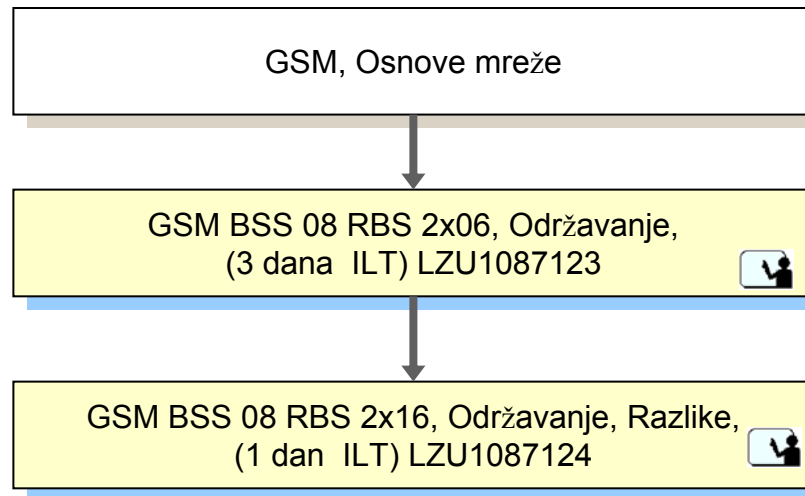 GSM, Osnove mreže
GSM BSS 08 RBS 2x06, Održavanje,
(3 dana  ILT) LZU1087123
GSM BSS 08 RBS 2x16, Održavanje, Razlike,
(1 dan  ILT) LZU1087124